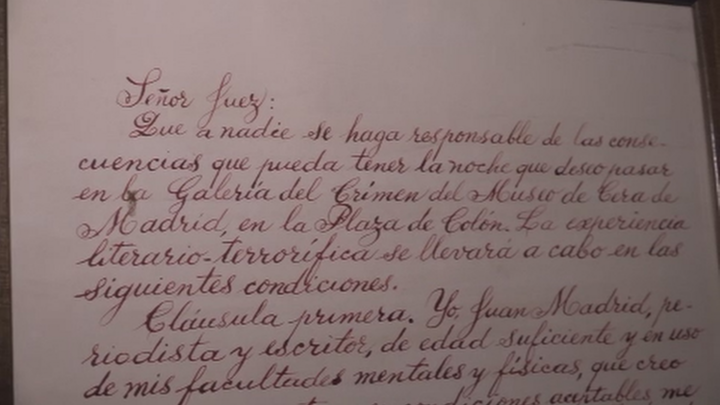 Señor Juez:
Que a nadie se haga responsable de las conse-
cuencias que pueda tener la noche que deseo pasar
en la Galería del Crimen del Museo de Cera de
Madrid, en la Plaza de Colón. La experiencia
literario-terrorífica se llevará a cabo en las
siguientes condiciones.
Cláusula primera. Yo, Juan Madrid, pe-
riodista y escritor, de edad suficiente y en uso
de mis facultades mentales y físicas, que creo
condiciones aceptables, me